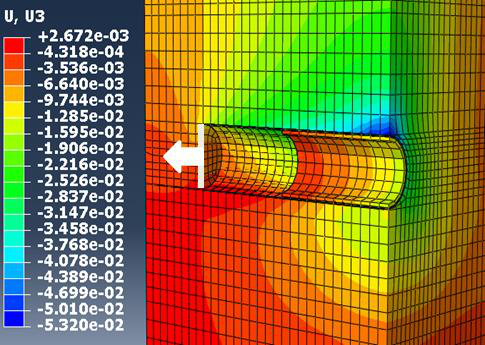 U, U3
+2.672e-03
-4.318e-04
-3.536e-03
-6.640e-03
-9.744e-03
-1.285e-02
-1.595e-02
-1.906e-02
-2.216e-02
-2.526e-02
-2.837e-02
-3.147e-02
-3.458e-02
-3.768e-02
-4.078e-02
-4.389e-02
-4.699e-02
-5.010e-02
-5.320e-02